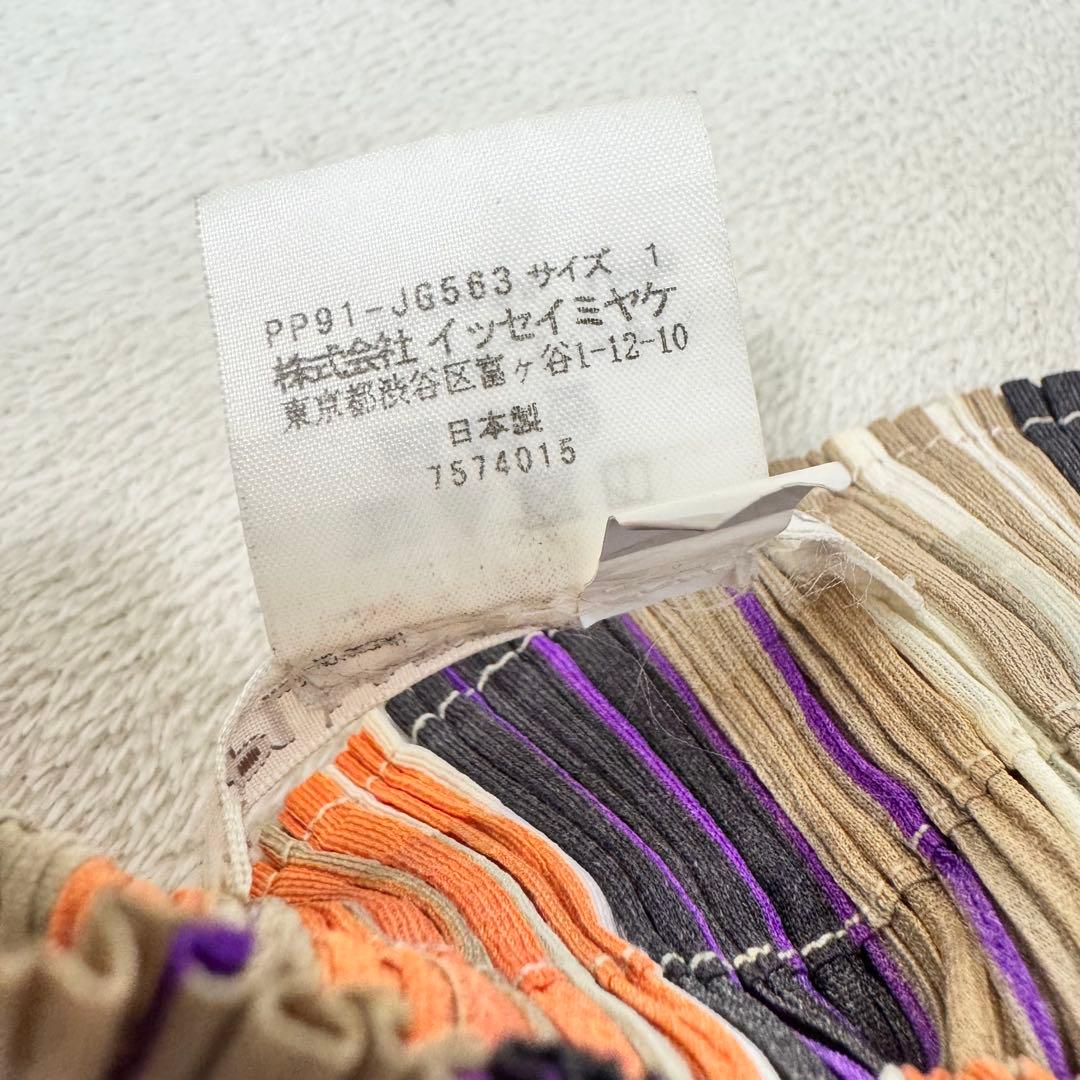 PP91-JG563 サイズ 1
株式会社 イッセイミヤケ
東京都渋谷区富ヶ谷1-12-10
日本製
7574015